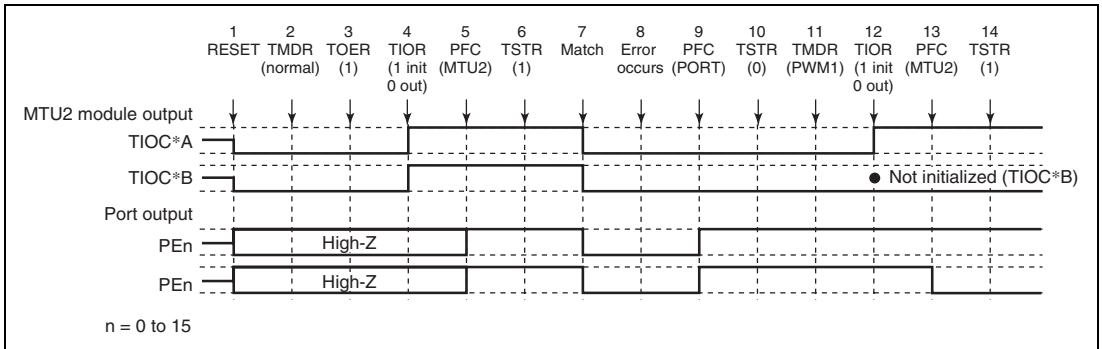 1 2 3 4 5 6 7 8 9 10 11 12 13 14
RESET TMDR TOER TIOR PFC TSTR Match Error PFC TSTR TMDR TIOR PFC TSTR
(normal) (1) (1 init (MTU2) (1) occurs (PORT) (0) (PWM1) (1 init (MTU2) (1)
0 out) 0 out)
MTU2 module output
TIOC*A
TIOC*B
● Not initialized (TIOC*B)
Port output
PEn High-Z
PEn High-Z
n = 0 to 15